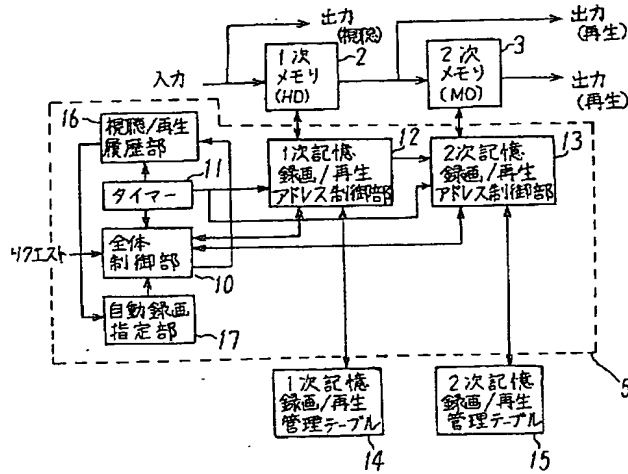 出力
(視聴)
出力
(再生)
1次
メモリ
(HD)
2
2次
メモリ
(MO)
3
入力
出力
(再生)
16
視聴/再生
履歴部
11
タイマー
1次記憶
録画/再生
アドレス制御部
12
2次記憶
録画/再生
アドレス制御部
13
リクエスト
全体
制御部
10
自動録画
指定部
17
5
1次記憶
録画/再生
管理テーブル
14
2次記憶
録画/再生
管理テーブル
15